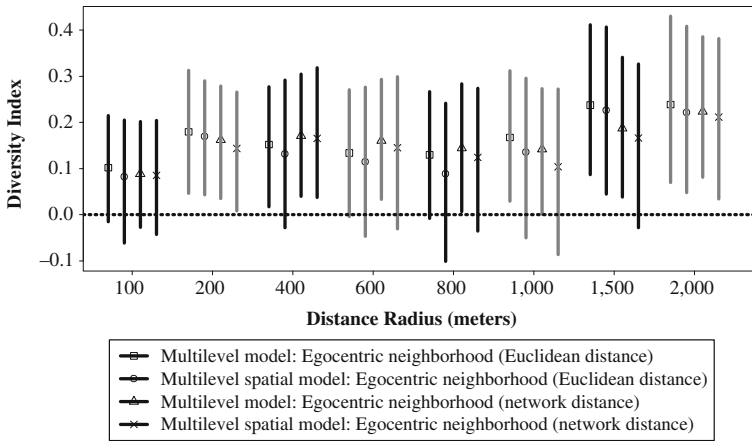 0.4
0.3
0.2
0.1
0.0
−0.1
Diversity Index
100 200 400 600 800 1,000 1,500 2,000
Distance Radius (meters)
Multilevel model: Egocentric neighborhood (Euclidean distance)
Multilevel spatial model: Egocentric neighborhood (Euclidean distance)
Multilevel model: Egocentric neighborhood (network distance)
Multilevel spatial model: Egocentric neighborhood (network distance)